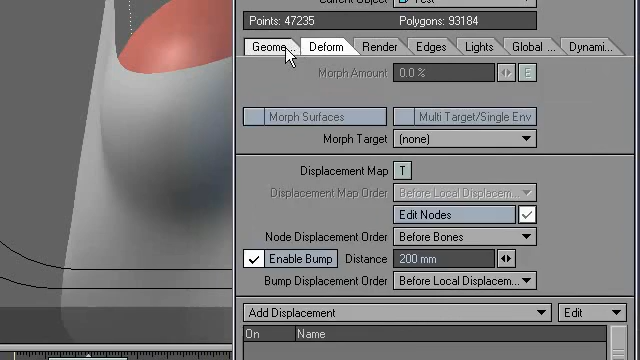 Current Object Test
Points: 47235 Polygons: 93184
Geome... Deform Render Edges Lights Global ... Dynami...
Morph Amount 0.0 % E
Morph Surfaces Multi Target/Single Env
Morph Target (none)
Displacement Map T
Displacement Map Order Before Local Displacem...
Edit Nodes
Node Displacement Order Before Bones
Enable Bump Distance 200 mm
Bump Displacement Order Before Local Displacem...
Add Displacement Edit
On Name